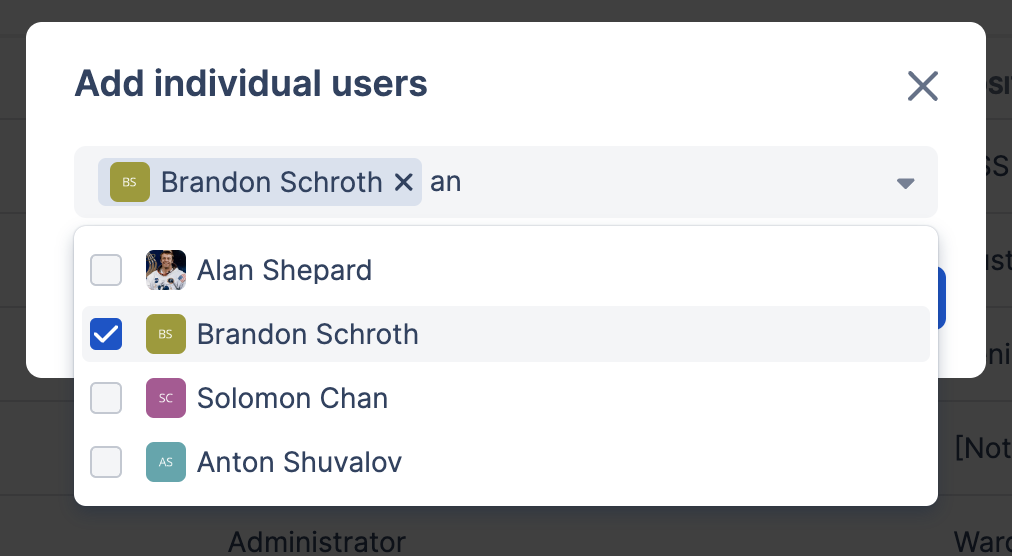 Add individual users
BS Brandon Schroth an
Alan Shepard
BS Brandon Schroth
SC Solomon Chan
AS Anton Shuvalov
[Not
Administrator